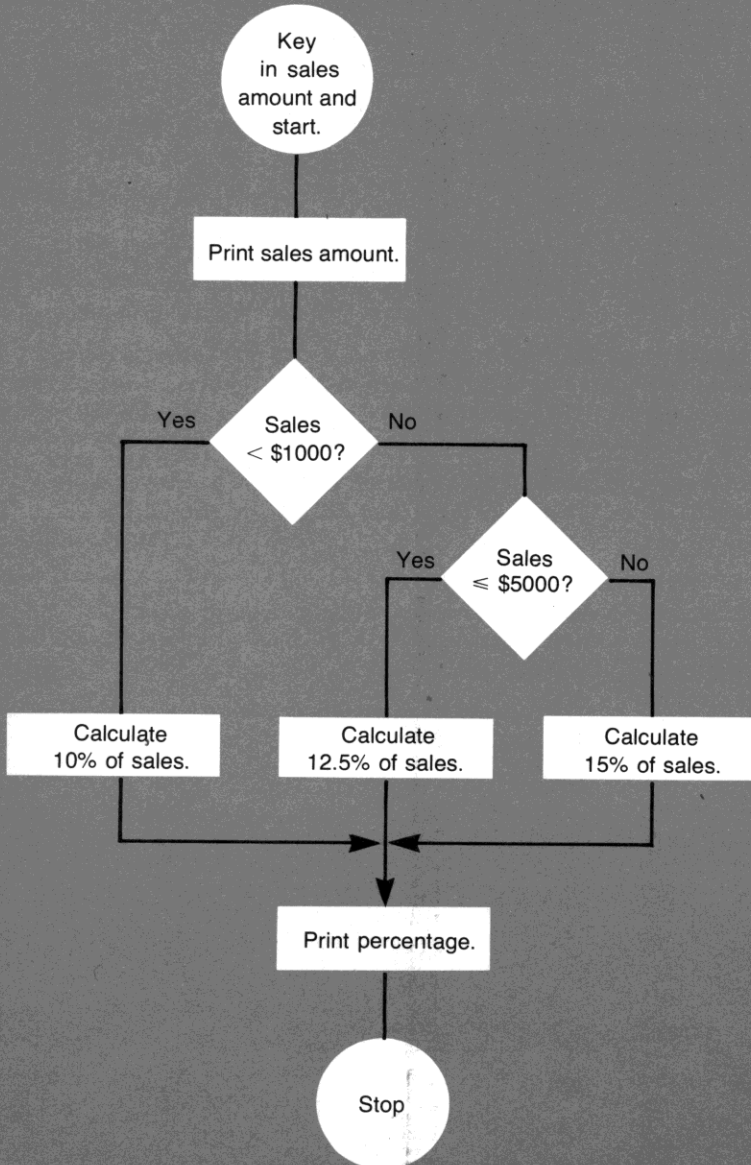 Key
in sales
amount and
start.
Print sales amount.
Yes
Sales
< $1000?
No
Yes
Sales
≤ $5000?
No
Calculate
10% of sales.
Calculate
12.5% of sales.
Calculate
15% of sales.
Print percentage.
Stop